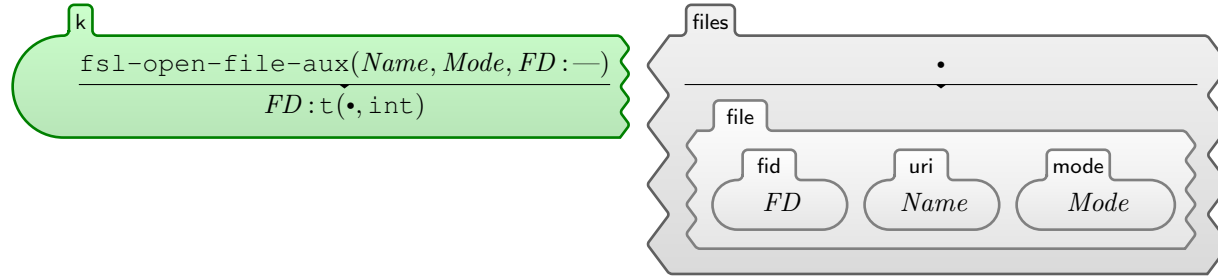 k
fsl-open-file-aux(Name, Mode, FD : —)
FD : t(•, int)
files
•
file
fid
FD
uri
Name
mode
Mode